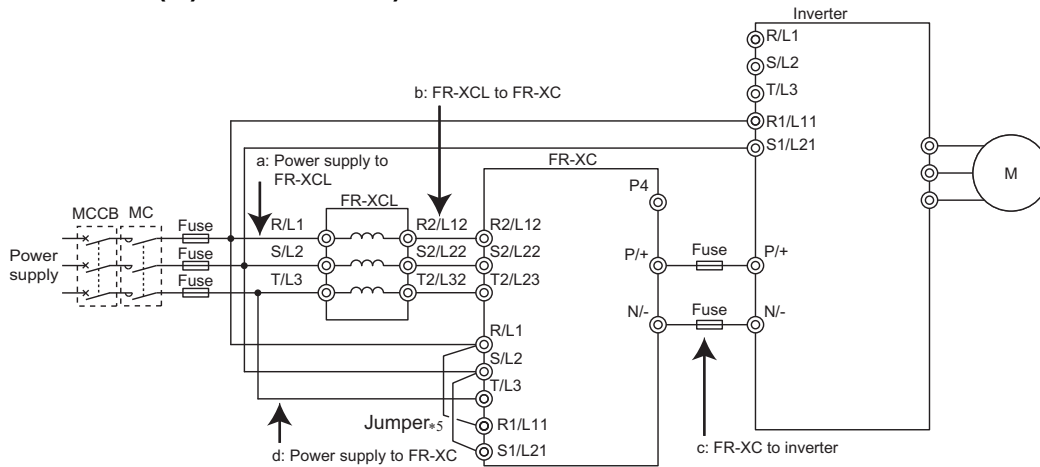 Inverter
R/L1
S/L2
T/L3
R1/L11
S1/L21
b: FR-XCL to FR-XC
a: Power supply to
FR-XCL
FR-XC
P4
M
MCCB
MC
Fuse
R/L1
FR-XCL
R2/L12
R2/L12
Power
supply
Fuse
S/L2
S2/L22
S2/L22
P/+
Fuse
P/+
Fuse
T/L3
T2/L32
T2/L23
N/-
Fuse
N/-
R/L1
S/L2
T/L3
Jumper*5
R1/L11
S1/L21
d: Power supply to FR-XC
c: FR-XC to inverter